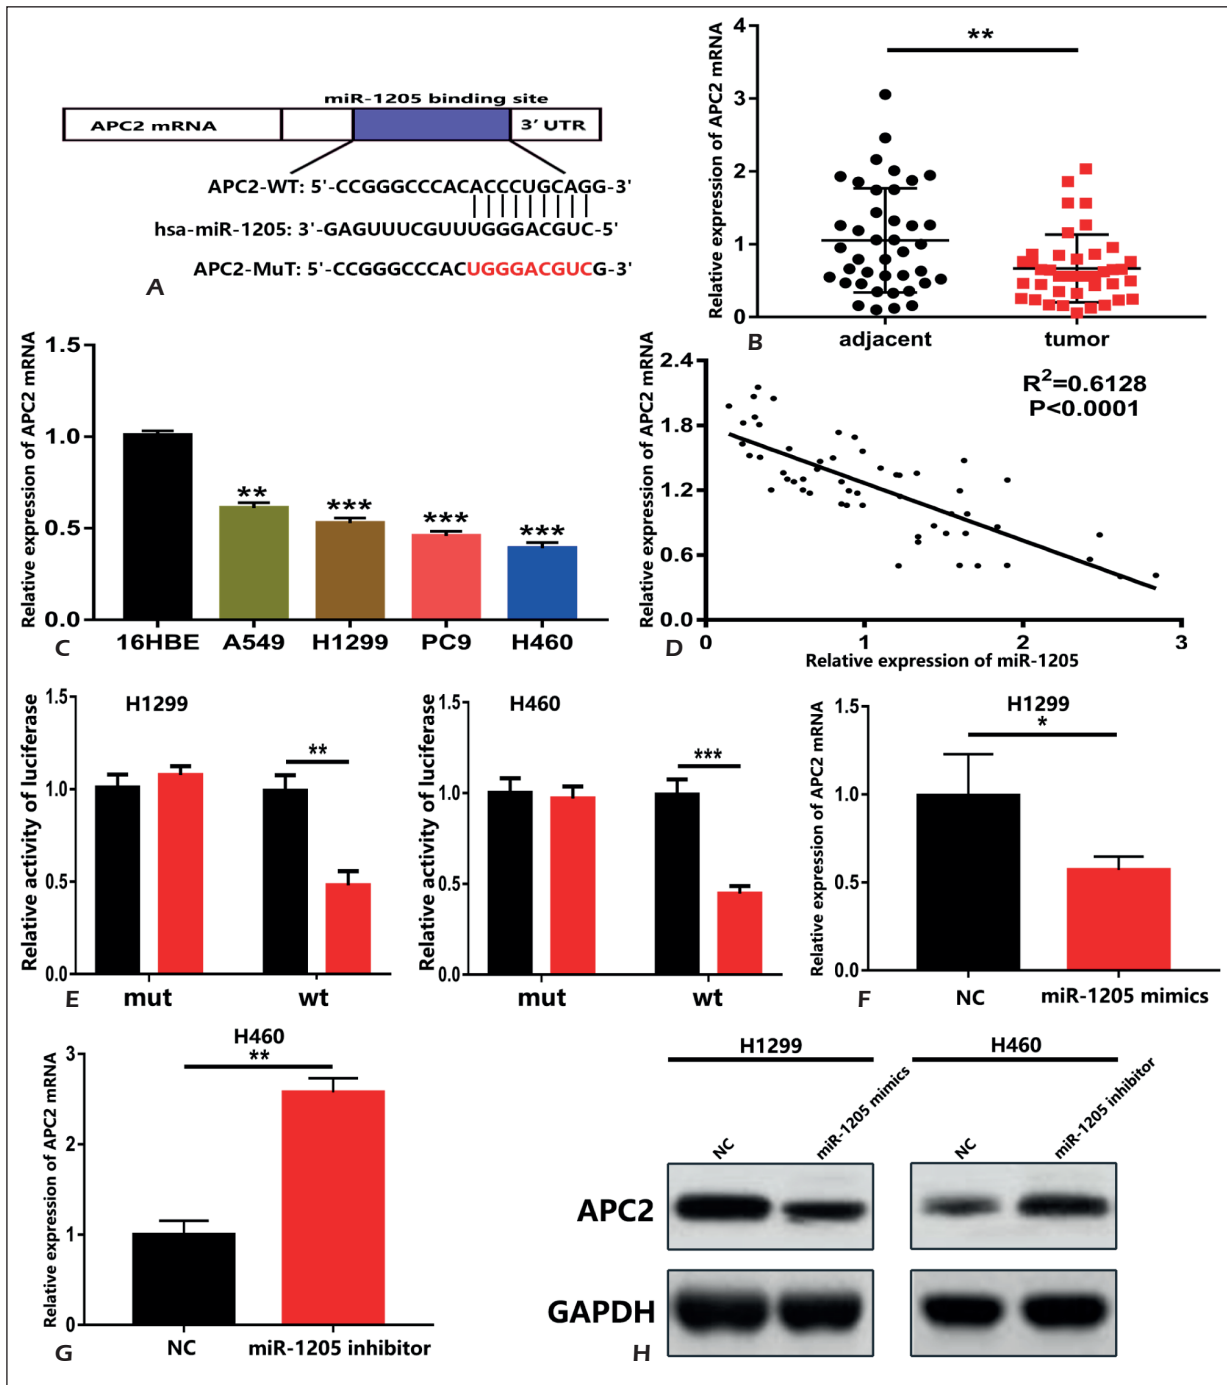 miR-1205 binding site
APC2 mRNA
3′ UTR
APC2-WT: 5'-CCGGGCCCACACCCUGCAGG-3'
hsa-miR-1205: 3'-GAGUUUCGUUUGGGACGUC-5'
APC2-MuT: 5'-CCGGGCCCACUGGGACGUCG-3'
A
Relative expression of APC2 mRNA
4
3
2
1
0
**
adjacent
tumor
B
Relative expression of APC2 mRNA
1.5
1.0
0.5
0.0
**
***
***
***
16HBE
A549
H1299
PC9
H460
C
Relative expression of APC2 mRNA
2.4
1.8
1.2
0.6
0.0
R2=0.6128
P<0.0001
0
1
2
3
Relative expression of miR-1205
D
Relative activity of luciferase
1.5
1.0
0.5
0.0
H1299
**
mut
wt
E
Relative activity of luciferase
1.5
1.0
0.5
0.0
H460
***
mut
wt
Relative expression of APC2 mRNA
1.5
1.0
0.5
0.0
H1299
*
NC
miR-1205 mimics
F
Relative expression of APC2 mRNA
3
2
1
0
H460
**
NC
miR-1205 inhibitor
G
H1299
H460
NC
miR-1205 mimics
NC
miR-1205 inhibitor
APC2
GAPDH
H